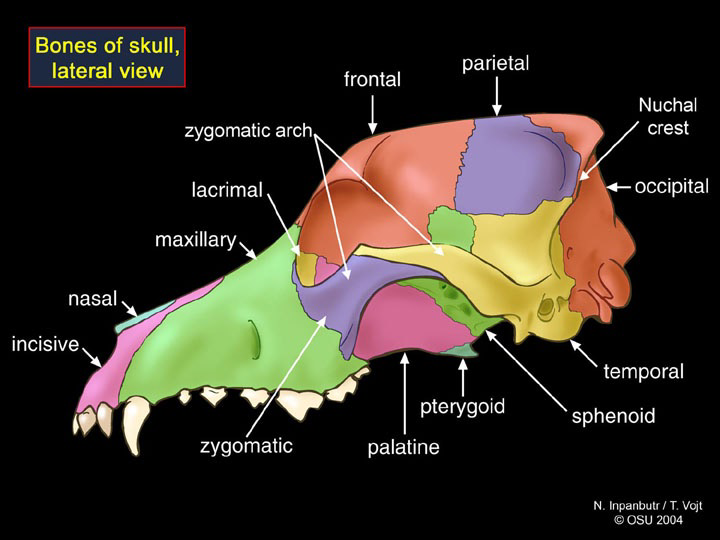 Bones of skull,
lateral view
parietal
frontal
Nuchal
crest
zygomatic arch
lacrimal
occipital
maxillary
nasal
incisive
temporal
pterygoid
sphenoid
zygomatic
palatine
N. Inpanbutr / T. Vojt
© OSU 2004